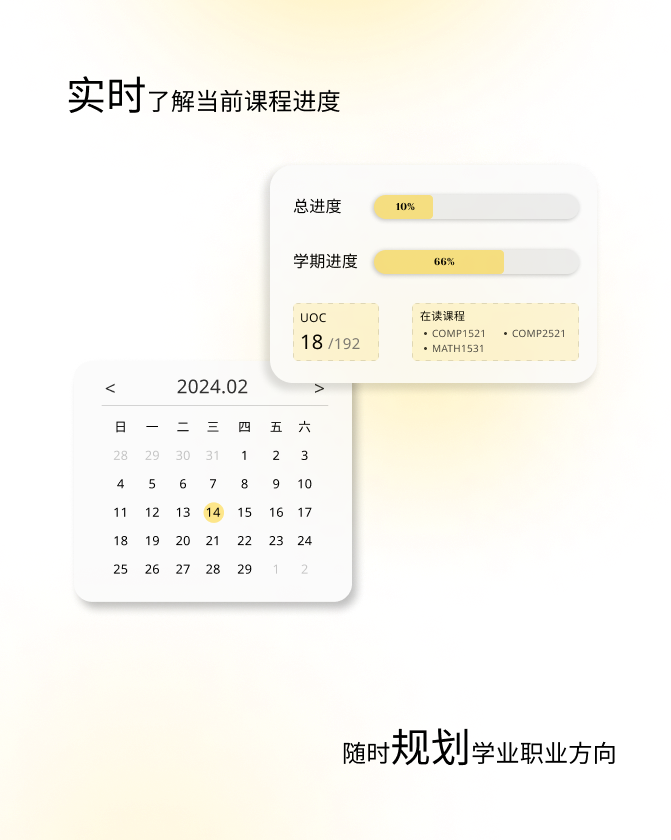 实时了解当前课程进度
总进度 10%
学期进度 66%
UOC
18 /192
在读课程
• COMP1521 • COMP2521
• MATH1531
< 2024.02 >
日 一 二 三 四 五 六
28 29 30 31 1 2 3
4 5 6 7 8 9 10
11 12 13 14 15 16 17
18 19 20 21 22 23 24
25 26 27 28 29 1 2
随时规划学业职业方向